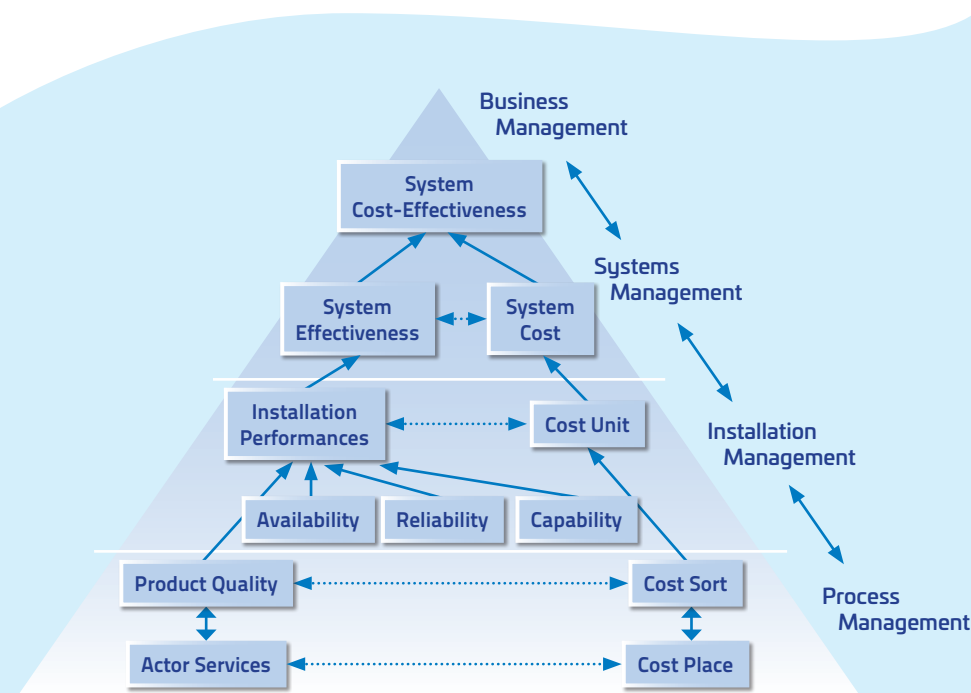 Business
Management
System
Cost-Effectiveness
Systems
Management
System
Effectiveness
System
Cost
Installation
Performances
Cost Unit
Installation
Management
Availability
Reliability
Capability
Product Quality
Cost Sort
Process
Management
Actor Services
Cost Place